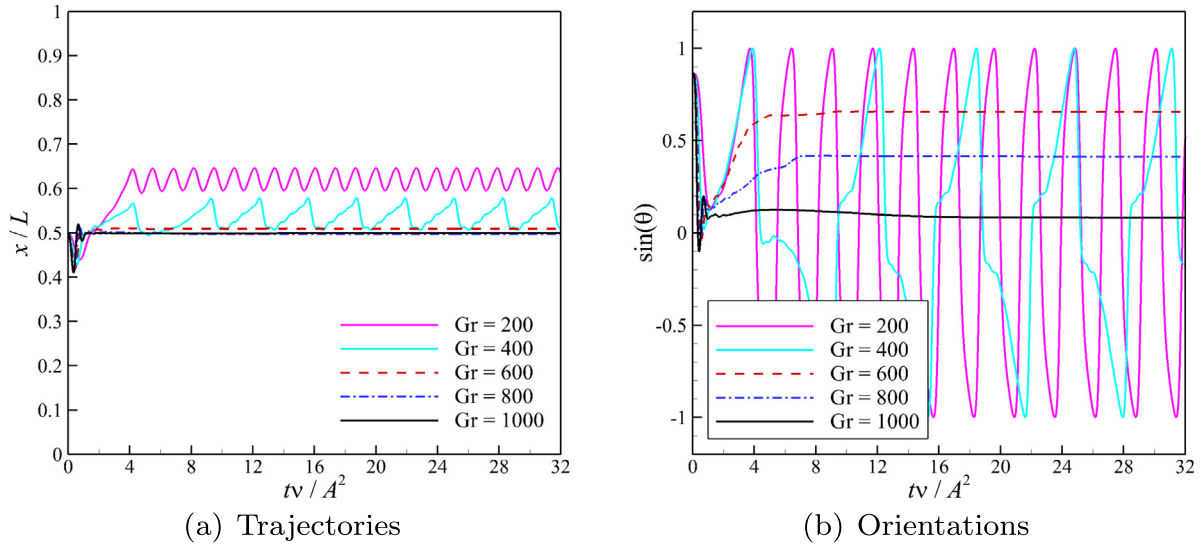 1
0.9
0.8
0.7
0.6
0.5
0.4
0.3
0.2
0.1
0
x / L
Gr = 200
Gr = 400
Gr = 600
Gr = 800
Gr = 1000
0 4 8 12 16 20 24 28 32
tν / A²
(a) Trajectories
1
0.5
0
-0.5
-1
sin(θ)
Gr = 200
Gr = 400
Gr = 600
Gr = 800
Gr = 1000
0 4 8 12 16 20 24 28 32
tν / A²
(b) Orientations